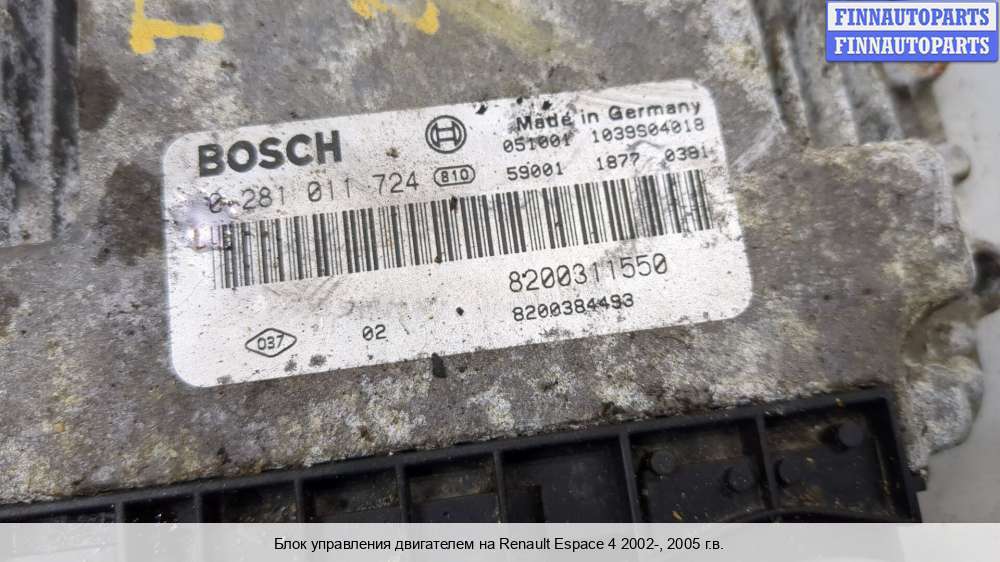 FINNAUTOPARTS
FINNAUTOPARTS
BOSCH
Made in Germany
051001 1039S04018
0 281 011 724 810 59001 1877 0381
8200311550
8200384493
037 02
Блок управления двигателем на Renault Espace 4 2002-, 2005 г.в.